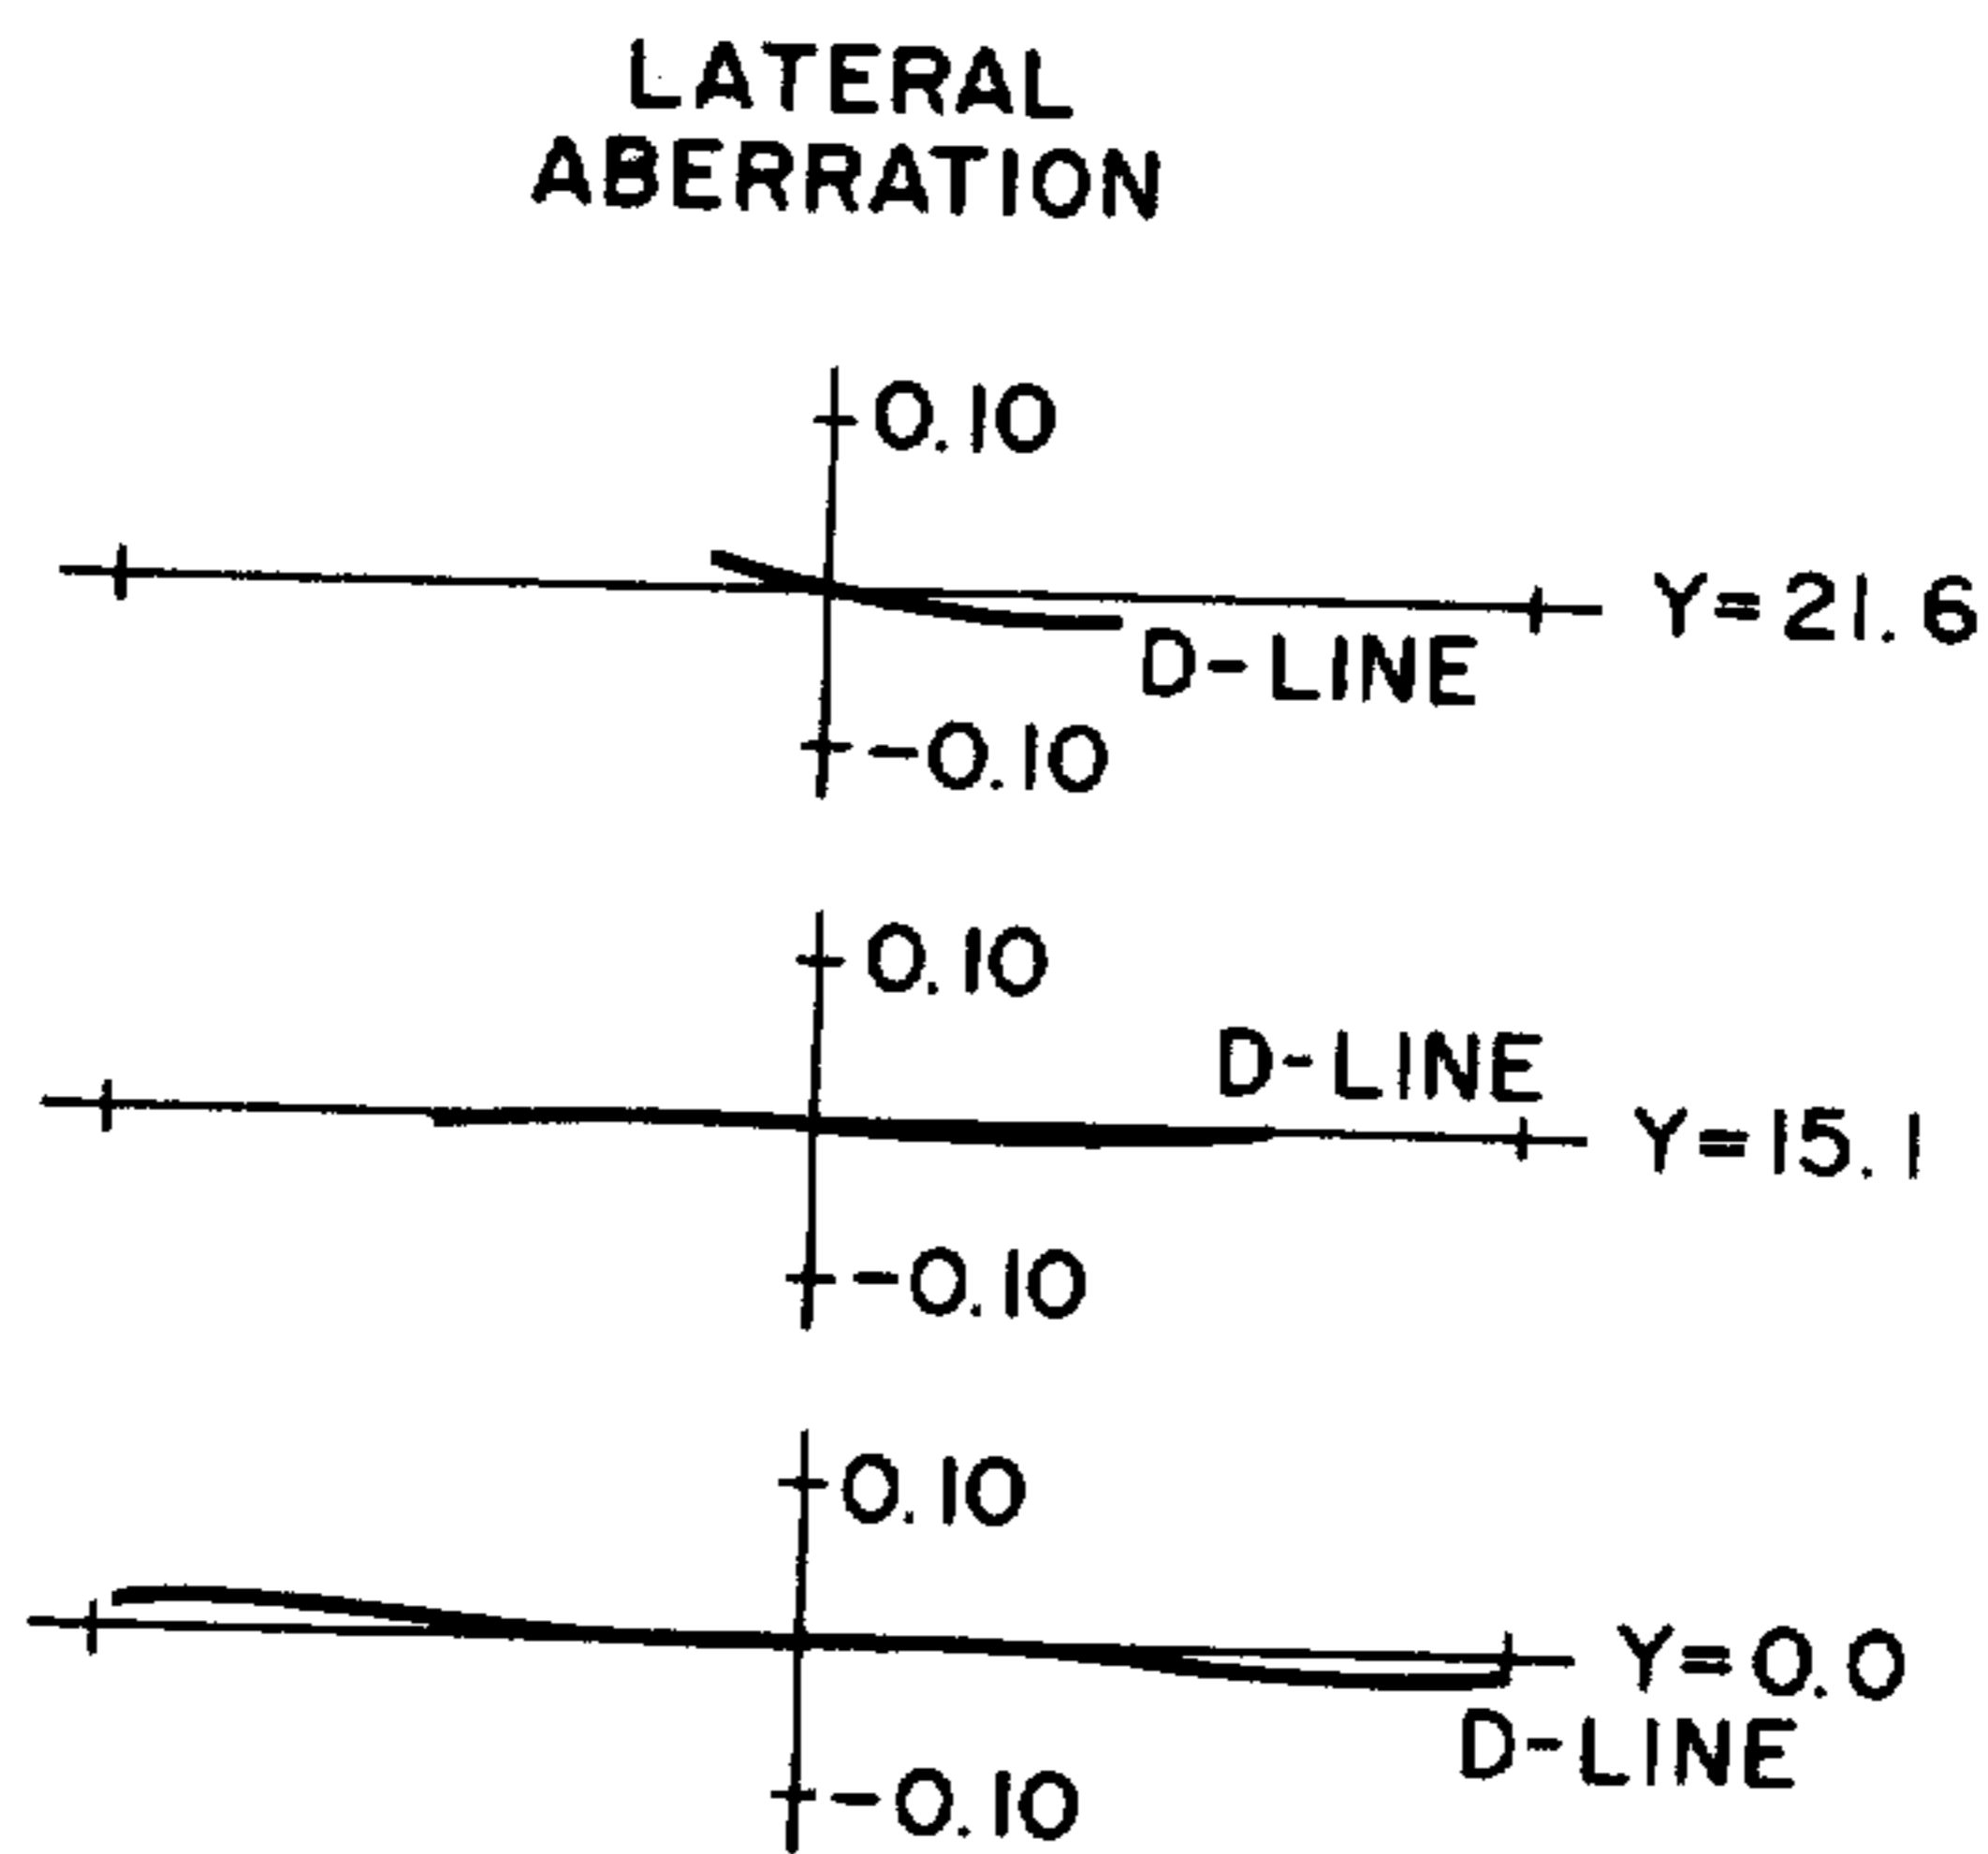 LATERAL
ABERRATION
0.10
Y=21.6
D-LINE
-0.10
0.10
D-LINE
Y=15.1
-0.10
0.10
Y=0.0
D-LINE
-0.10